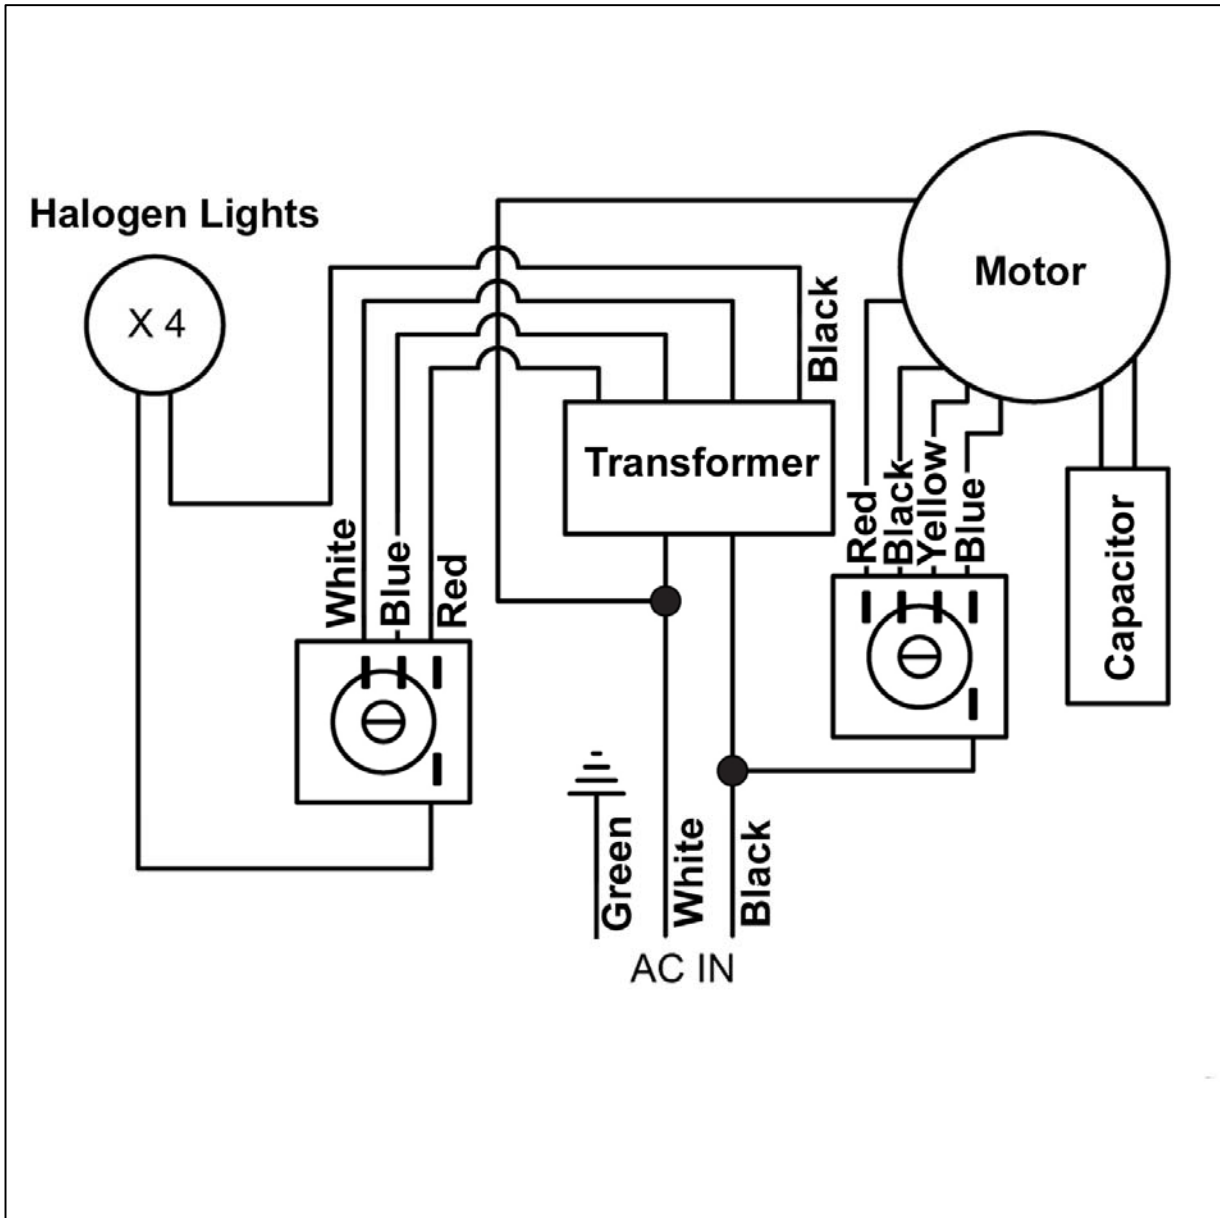 Halogen Lights
X 4
Motor
Black
Transformer
Red
Black
Yellow
Blue
Capacitor
White
Blue
Red
Green
White
Black
AC IN